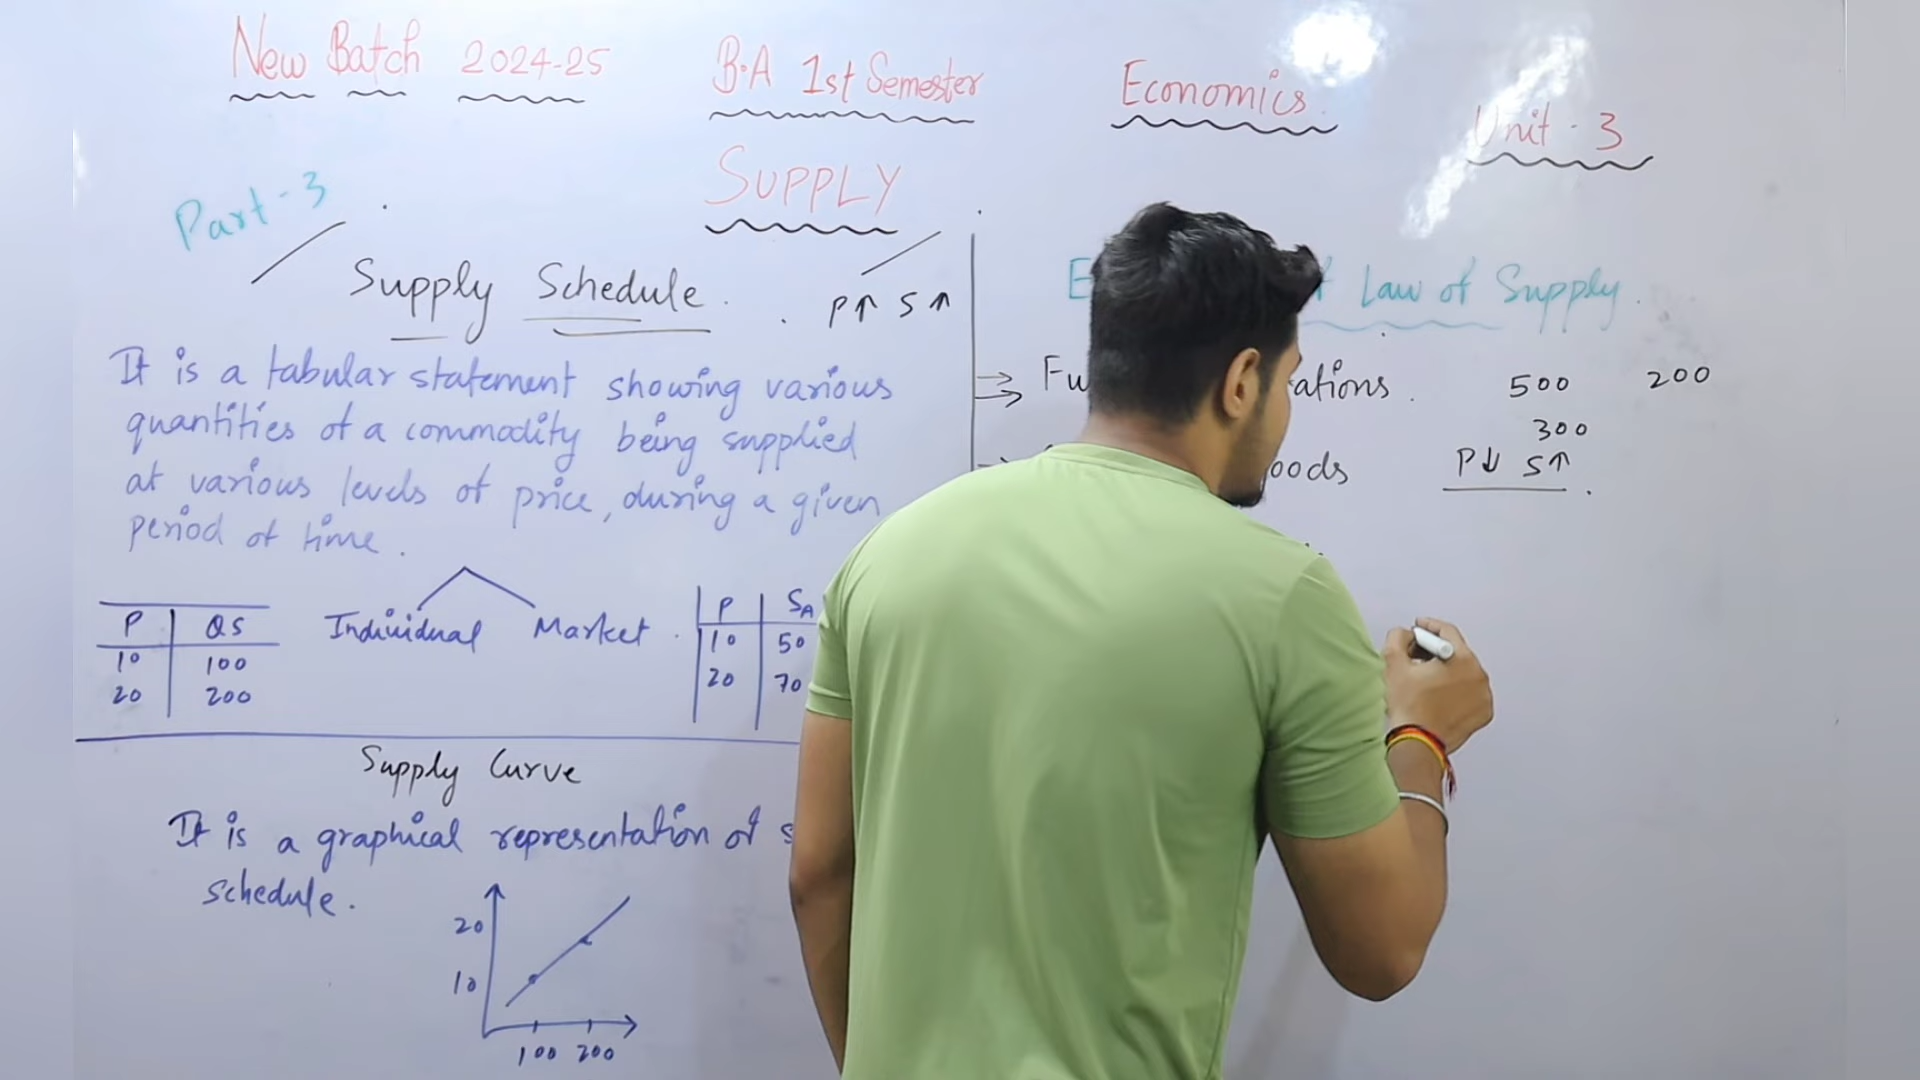 New Batch 2024-25 B.A 1st Semester Economics Unit - 3
SUPPLY
Part - 3
Supply Schedule.
P↑ S↑
It is a tabular statement showing various
quantities of a commodity being supplied
at various levels of price, during a given
period of time.
Individual Market
P QS
10 100
20 200
P SA
10 50
20 70
Supply Curve
It is a graphical representation of
schedule.
20
10
100 200
Law of Supply.
500 200
300
P↓ S↑